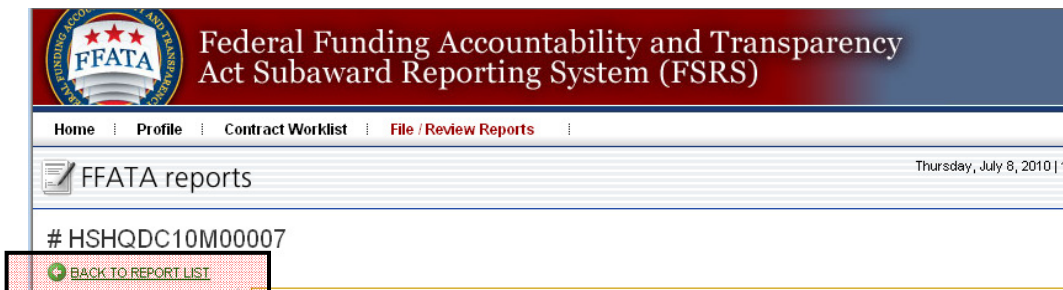 FFATA
Federal Funding Accountability and Transparency
Act Subaward Reporting System (FSRS)
Home Profile Contract Worklist File / Review Reports
FFATA reports
Thursday, July 8, 2010 |
# HSHQDC10M00007
BACK TO REPORT LIST